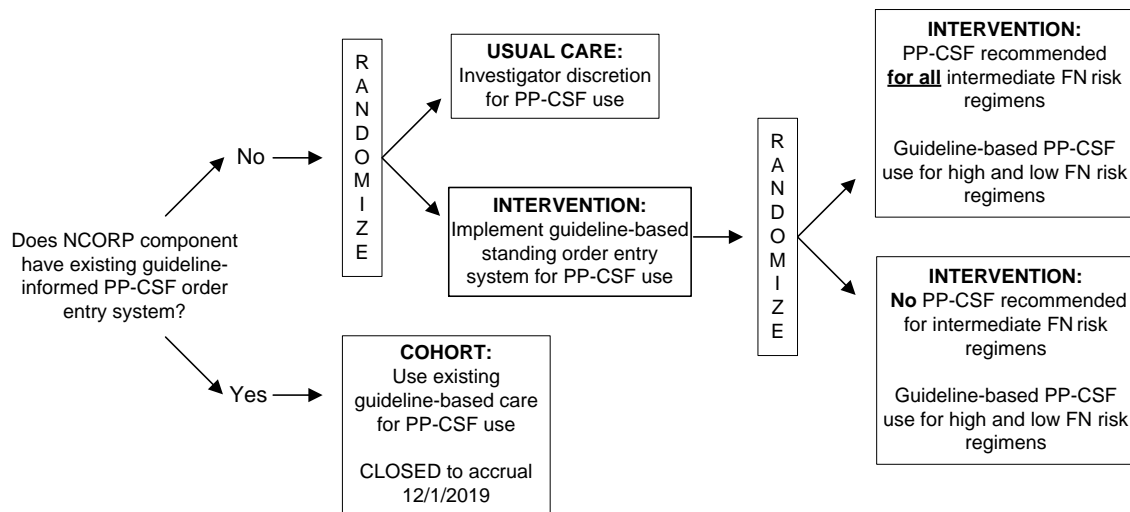 Does NCORP component
have existing guideline-
informed PP-CSF order
entry system?
No
Yes
R
A
N
D
O
M
I
Z
E
USUAL CARE:
Investigator discretion
for PP-CSF use
INTERVENTION:
Implement guideline-based
standing order entry
system for PP-CSF use
COHORT:
Use existing
guideline-based care
for PP-CSF use
CLOSED to accrual
12/1/2019
R
A
N
D
O
M
I
Z
E
INTERVENTION:
PP-CSF recommended
for all intermediate FN risk
regimens
Guideline-based PP-CSF
use for high and low FN risk
regimens
INTERVENTION:
No PP-CSF recommended
for intermediate FN risk
regimens
Guideline-based PP-CSF
use for high and low FN risk
regimens